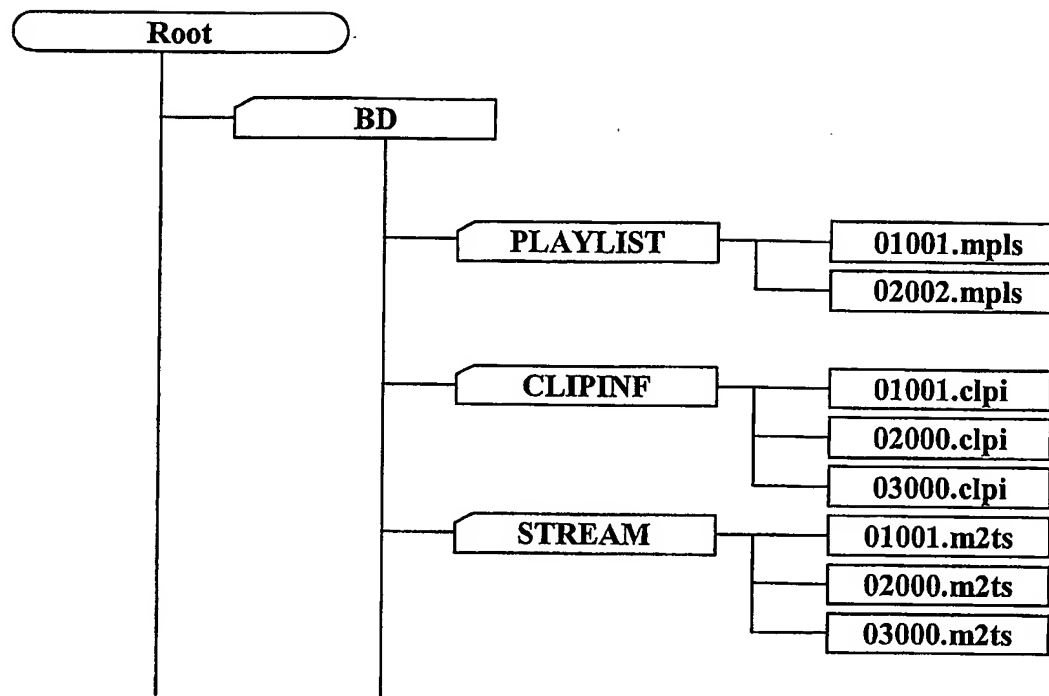 Root
BD
PLAYLIST
01001.mpls
02002.mpls
CLIPINF
01001.clpi
02000.clpi
03000.clpi
STREAM
01001.m2ts
02000.m2ts
03000.m2ts